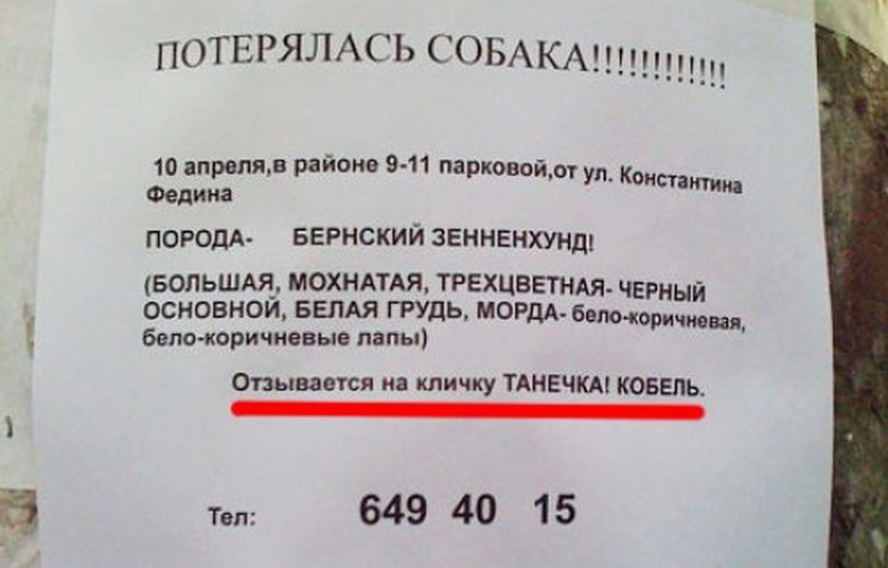 ПОТЕРЯЛАСЬ СОБАКА!!!!!!!!!!!!!
10 апреля,в районе 9-11 парковой,от ул. Константина
Федина
ПОРОДА- БЕРНСКИЙ ЗЕННЕНХУНД!
(БОЛЬШАЯ, МОХНАТАЯ, ТРЕХЦВЕТНАЯ- ЧЕРНЫЙ
ОСНОВНОЙ, БЕЛАЯ ГРУДЬ, МОРДА- бело-коричневая,
бело-коричневые лапы)
Отзывается на кличку ТАНЕЧКА! КОБЕЛЬ.
Тел: 649 40 15